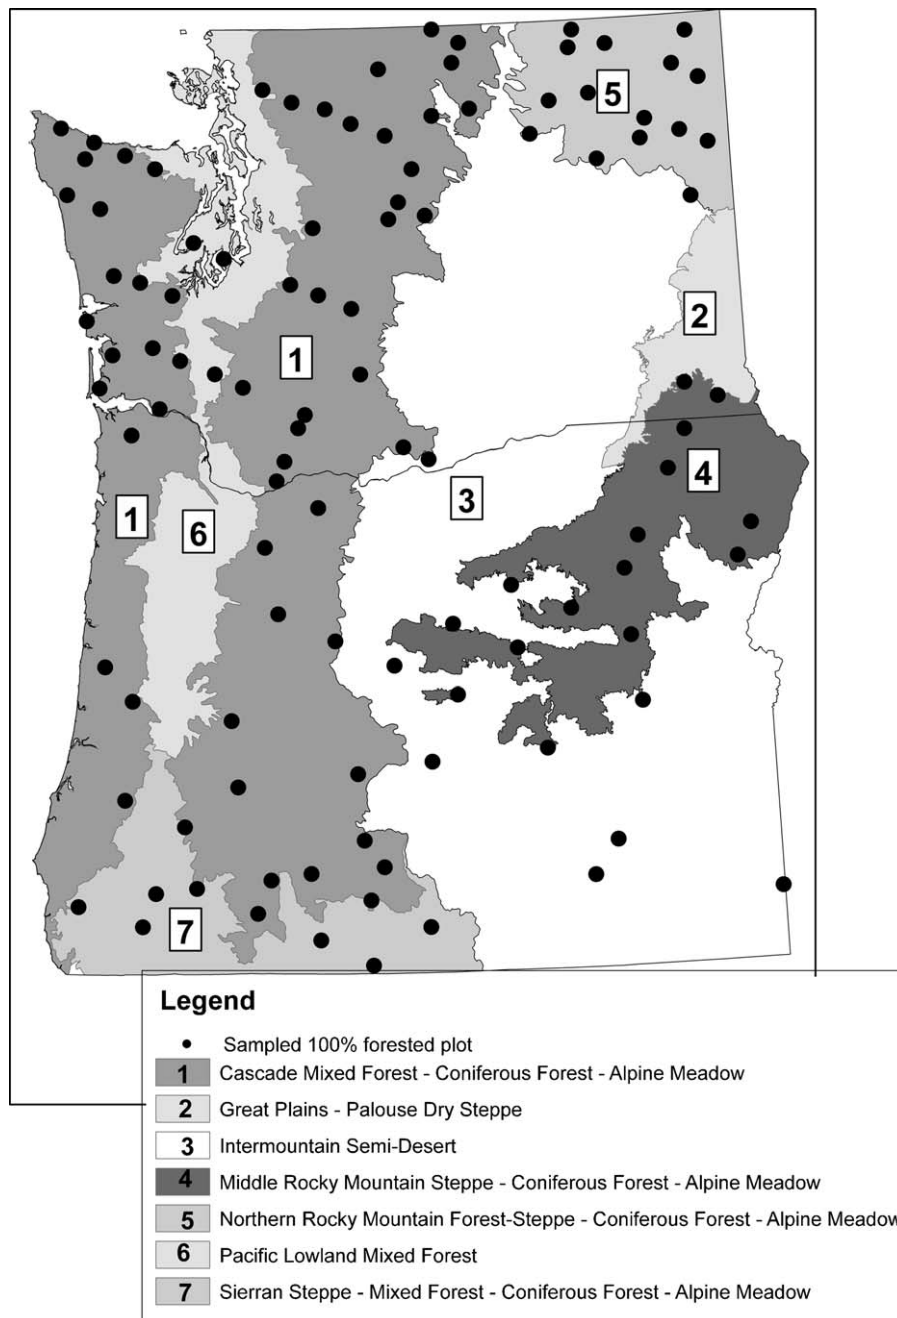 5
2
1
4
3
1
6
7
Legend
Sampled 100% forested plot
1 Cascade Mixed Forest - Coniferous Forest - Alpine Meadow
2 Great Plains - Palouse Dry Steppe
3 Intermountain Semi-Desert
4 Middle Rocky Mountain Steppe - Coniferous Forest - Alpine Meadow
5 Northern Rocky Mountain Forest-Steppe - Coniferous Forest - Alpine Meadow
6 Pacific Lowland Mixed Forest
7 Sierran Steppe - Mixed Forest - Coniferous Forest - Alpine Meadow